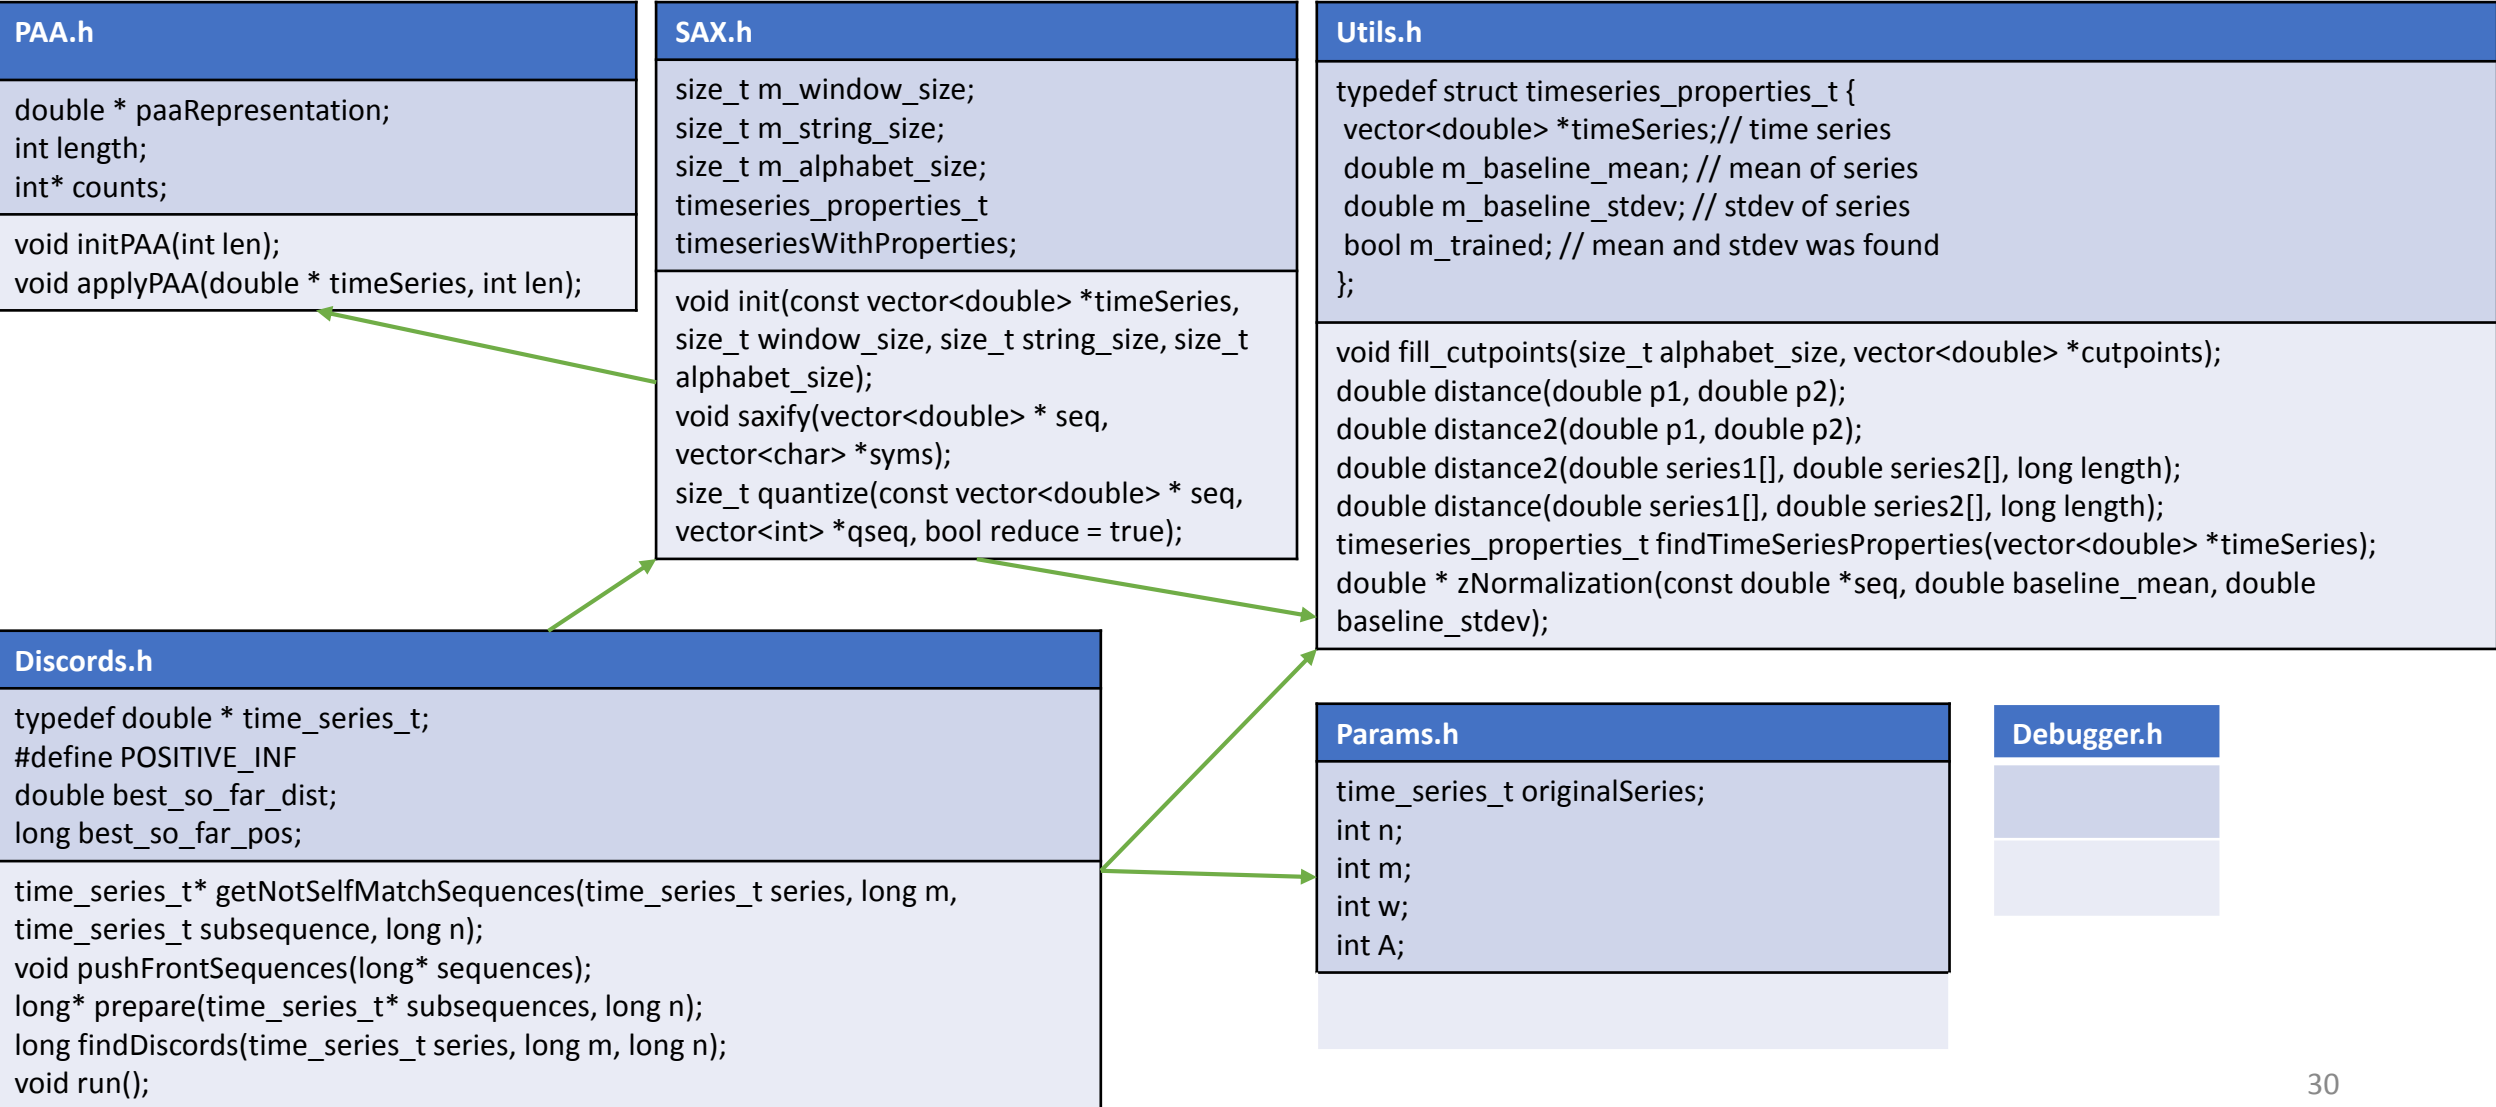 PAA.h
double * paaRepresentation;
int length;
int* counts;
void initPAA(int len);
void applyPAA(double * timeSeries, int len);
SAX.h
size_t m_window_size;
size_t m_string_size;
size_t m_alphabet_size;
timeseries_properties_t
timeseriesWithProperties;
void init(const vector<double> *timeSeries,
size_t window_size, size_t string_size, size_t
alphabet_size);
void saxify(vector<double> * seq,
vector<char> *syms);
size_t quantize(const vector<double> * seq,
vector<int> *qseq, bool reduce = true);
Utils.h
typedef struct timeseries_properties_t {
vector<double> *timeSeries;// time series
double m_baseline_mean; // mean of series
double m_baseline_stdev; // stdev of series
bool m_trained; // mean and stdev was found
};
void fill_cutpoints(size_t alphabet_size, vector<double> *cutpoints);
double distance(double p1, double p2);
double distance2(double p1, double p2);
double distance2(double series1[], double series2[], long length);
double distance(double series1[], double series2[], long length);
timeseries_properties_t findTimeSeriesProperties(vector<double> *timeSeries);
double * zNormalization(const double *seq, double baseline_mean, double
baseline_stdev);
Discords.h
typedef double * time_series_t;
#define POSITIVE_INF
double best_so_far_dist;
long best_so_far_pos;
time_series_t* getNotSelfMatchSequences(time_series_t series, long m,
time_series_t subsequence, long n);
void pushFrontSequences(long* sequences);
long* prepare(time_series_t* subsequences, long n);
long findDiscords(time_series_t series, long m, long n);
void run();
Params.h
time_series_t originalSeries;
int n;
int m;
int w;
int A;
Debugger.h
30